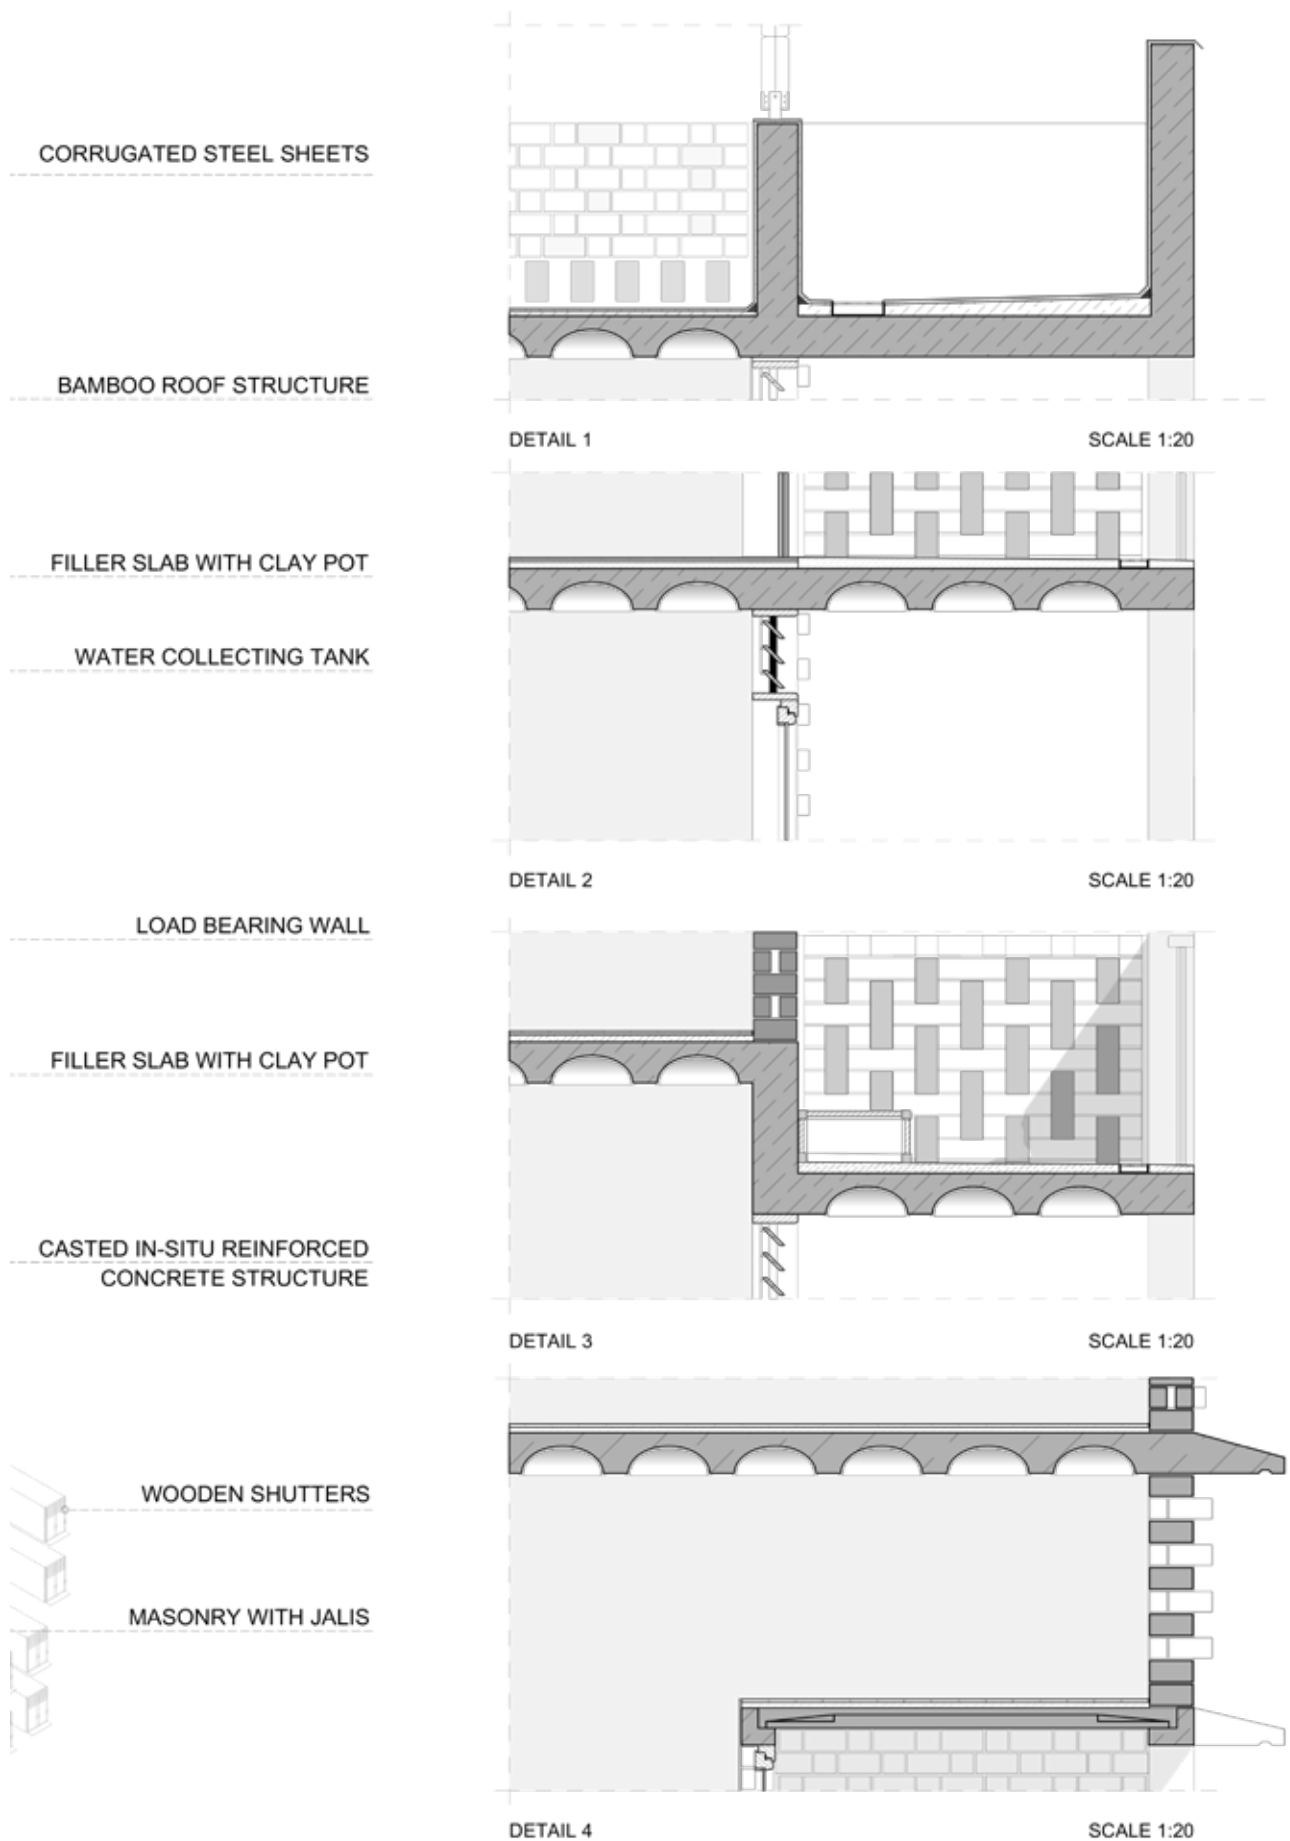 CORRUGATED STEEL SHEETS
BAMBOO ROOF STRUCTURE
DETAIL 1
SCALE 1:20
FILLER SLAB WITH CLAY POT
WATER COLLECTING TANK
DETAIL 2
SCALE 1:20
LOAD BEARING WALL
FILLER SLAB WITH CLAY POT
CASTED IN-SITU REINFORCED
CONCRETE STRUCTURE
DETAIL 3
SCALE 1:20
WOODEN SHUTTERS
MASONRY WITH JALIS
DETAIL 4
SCALE 1:20